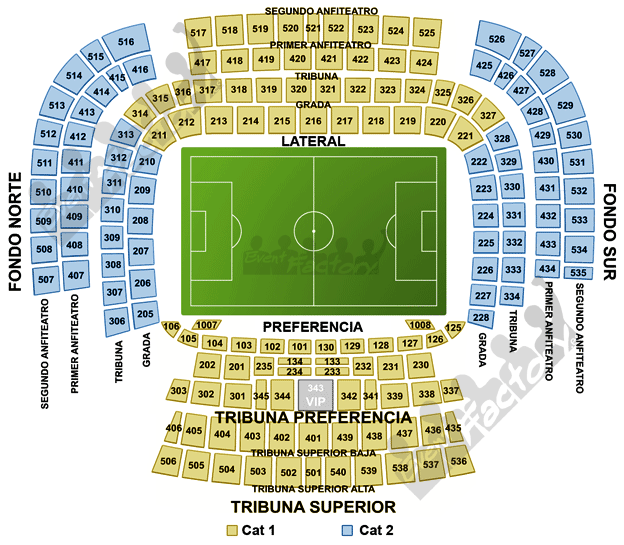 SEGUNDO ANFITEATRO
517 518 519 520 521 522 523 524 525
PRIMER ANFITEATRO
417 418 419 420 421 422 423 424
TRIBUNA
314 315 316 317 318 319 320 321 322 323 324 325 326 327
GRADA
211 212 213 214 215 216 217 218 219 220 221
LATERAL
516 515 514 513 512 511 510 509 508 507
416 415 414 413 412 411 410 409 408 407
313 312 311 310 309 308 307 306
210 209 208 207 206 205
526 527 528 529 530 531 532 533 534 535
425 426 427 428 429 430 431 432 433 434
328 329 330 331 332 333 334
222 223 224 225 226 227 228
FONDO NORTE
FONDO SUR
SEGUNDO ANFITEATRO
PRIMER ANFITEATRO
TRIBUNA
GRADA
GRADA
TRIBUNA
PRIMER ANFITEATRO
SEGUNDO ANFITEATRO
Event Factory
PREFERENCIA
106 1007 1008 125
105 104 103 102 101 130 129 128 127 126
202 201 235 134 133 232 231 230
234 233
303 302 301 345 344 343 342 341 339 338 337
VIP
TRIBUNA PREFERENCIA
406 405 404 403 402 401 439 438 437 436 435
TRIBUNA SUPERIOR BAJA
506 505 504 503 502 501 540 539 538 537 536
TRIBUNA SUPERIOR ALTA
TRIBUNA SUPERIOR
Cat 1 Cat 2